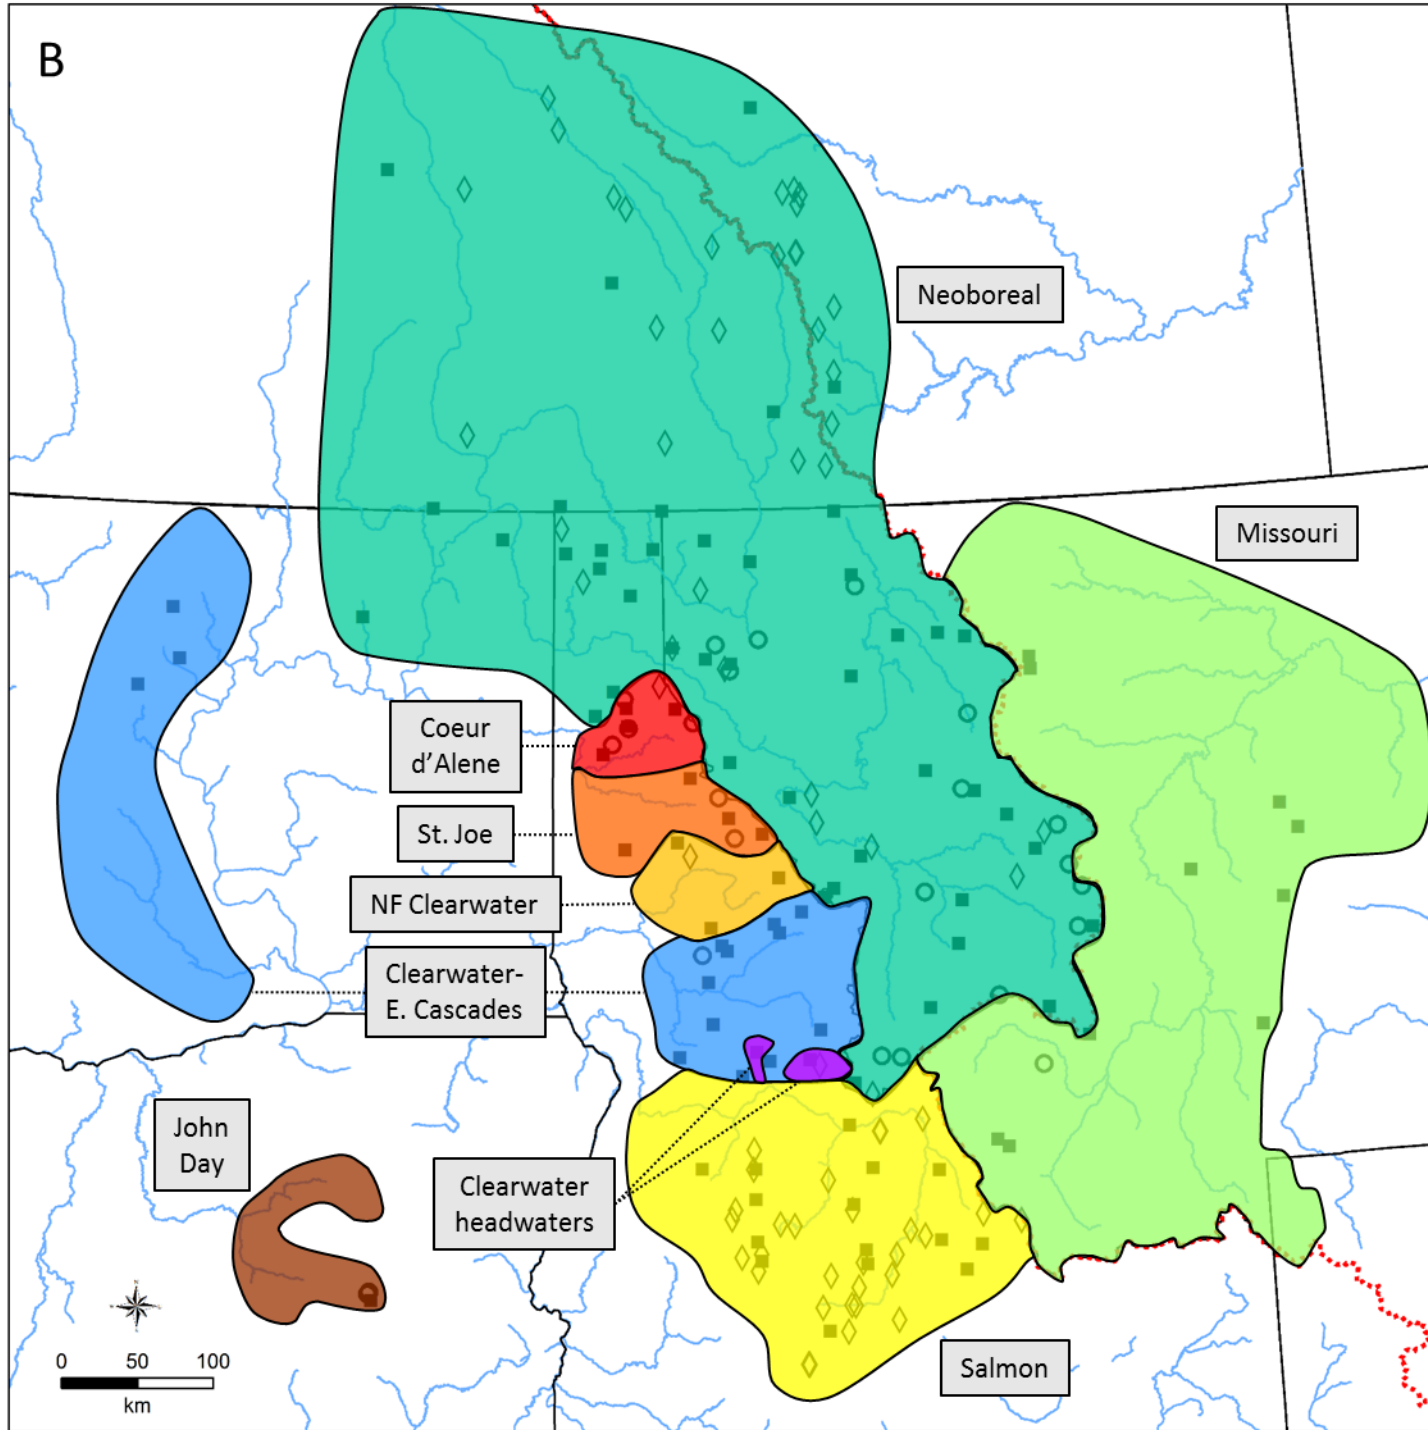 B
Neoboreal
Missouri
Coeur
d’Alene
St. Joe
NF Clearwater
Clearwater-
E. Cascades
John
Day
Clearwater
headwaters
Salmon
0 50 100
km